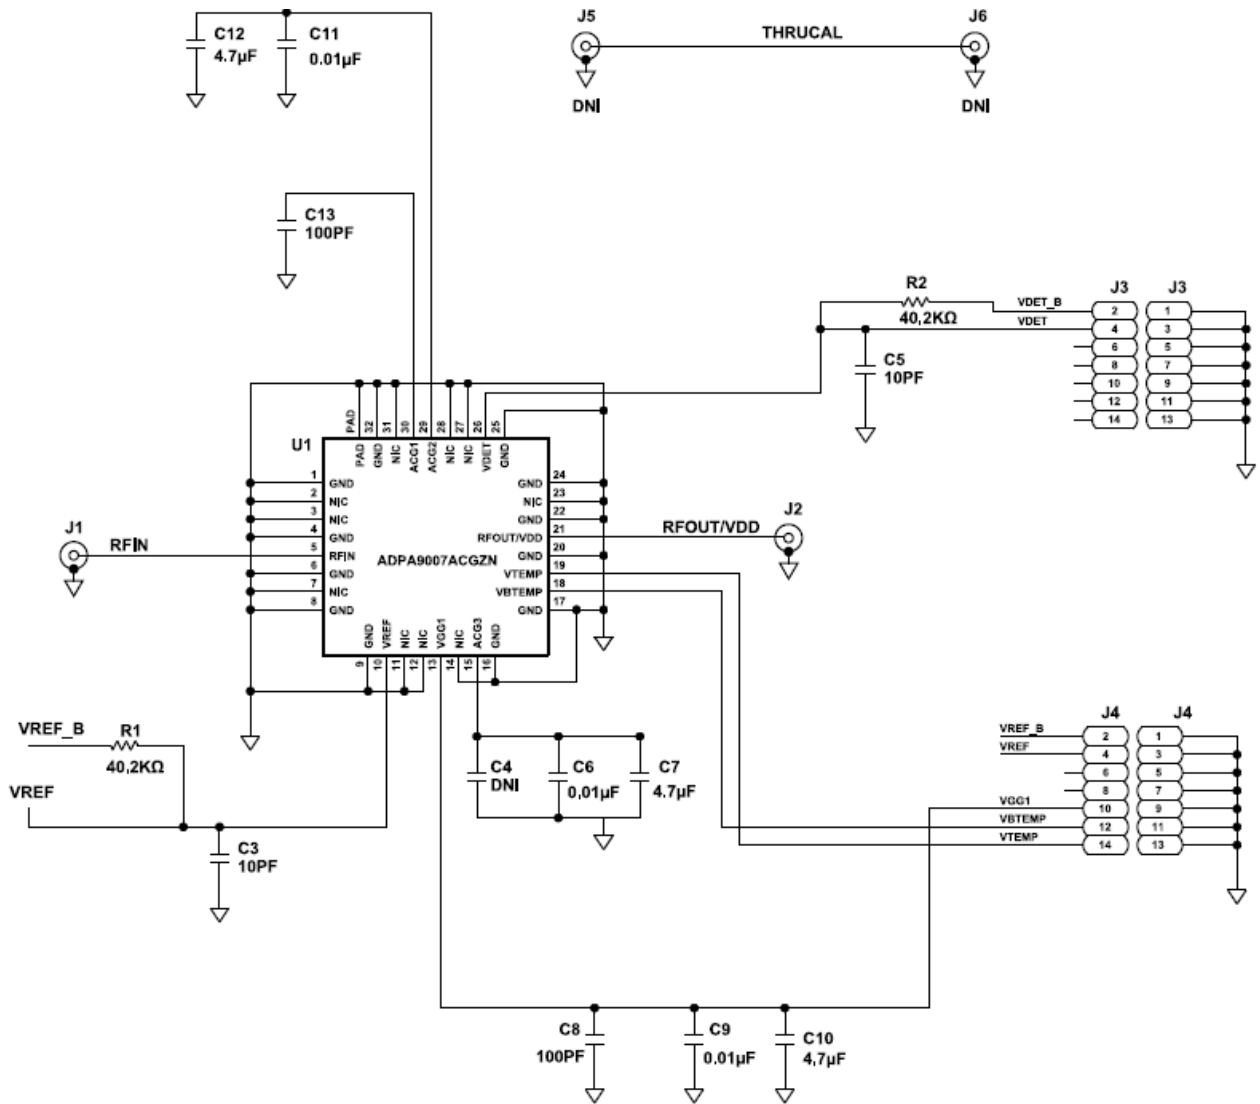 J5
J6
C12
4.7µF
C11
0.01µF
THRUCAL
DNI
DNI
C13
100PF
R2
40,2KΩ
VDET_B
VDET
J3
J3
2
1
4
3
6
5
8
7
10
9
12
11
14
13
C5
10PF
U1
PAD
32
31
30
29
28
27
26
25
PAD
GND
NIC
ACG1
ACG2
NIC
NIC
VDET
GND
1
GND
2
NIC
3
NIC
4
GND
5
RFIN
6
GND
7
NIC
8
GND
24
GND
23
NIC
22
GND
21
RFOUT/VDD
20
GND
19
VTEMP
18
VBTEMP
17
GND
ADPA9007ACGZN
J1
RFIN
RFOUT/VDD
J2
GND
VREF
NIC
NIC
VGG1
NIC
ACG3
GND
9
10
11
12
13
14
15
16
VREF_B
R1
40,2KΩ
VREF
C3
10PF
C4
DNI
C6
0,01µF
C7
4.7µF
J4
J4
VREF_B
2
1
VREF
4
3
6
5
8
7
VGG1
10
9
VBTEMP
12
11
VTEMP
14
13
C8
100PF
C9
0.01µF
C10
4,7µF